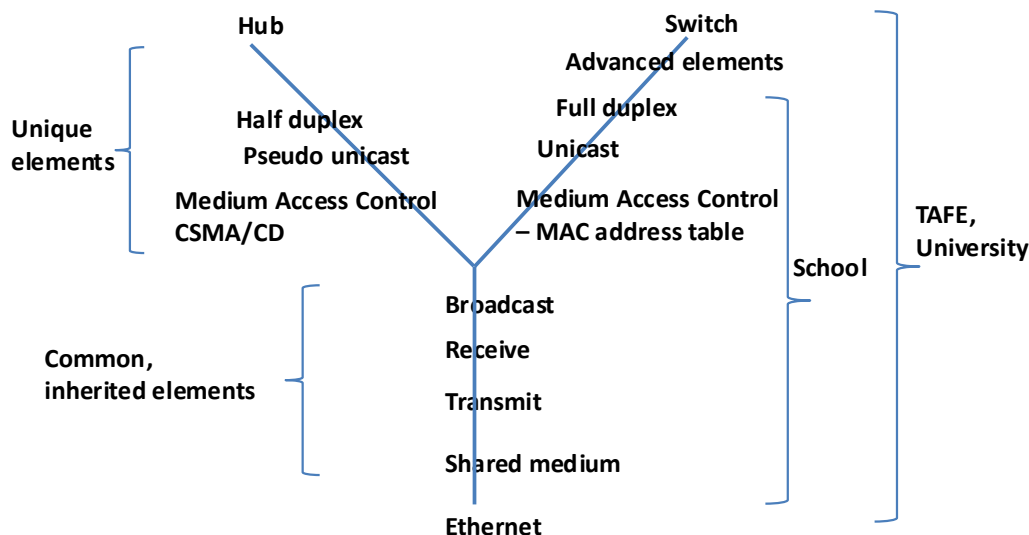 Hub
Switch
Advanced elements
Full duplex
Half duplex
Unique
elements
Pseudo unicast
Unicast
Medium Access Control
CSMA/CD
Medium Access Control
– MAC address table
TAFE,
University
School
Broadcast
Receive
Common,
inherited elements
Transmit
Shared medium
Ethernet